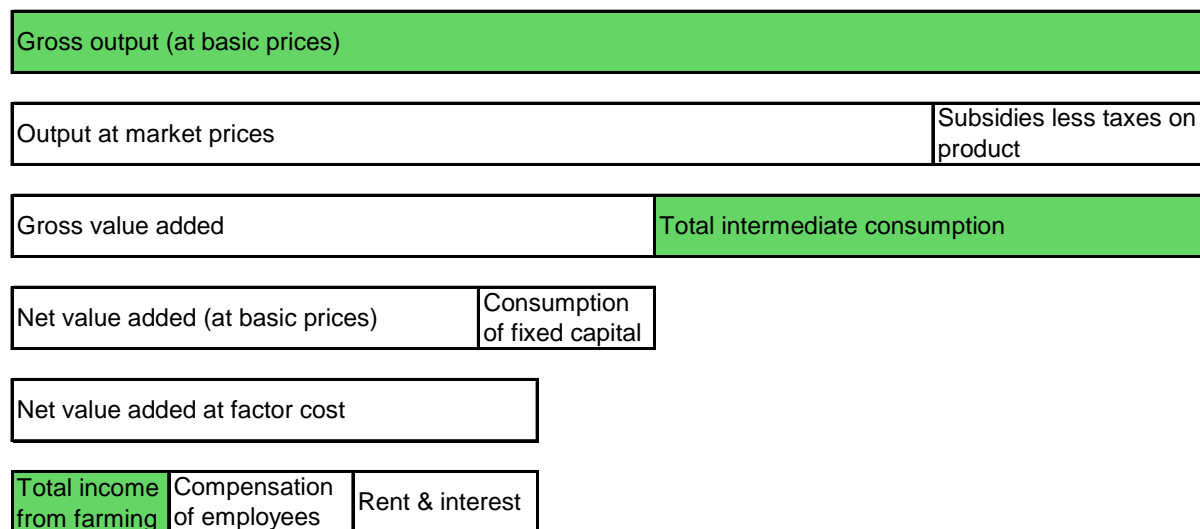 Gross output (at basic prices)
Output at market prices
Subsidies less taxes on
product
Gross value added
Total intermediate consumption
Net value added (at basic prices)
Consumption
of fixed capital
Net value added at factor cost
Total income
from farming
Compensation
of employees
Rent & interest